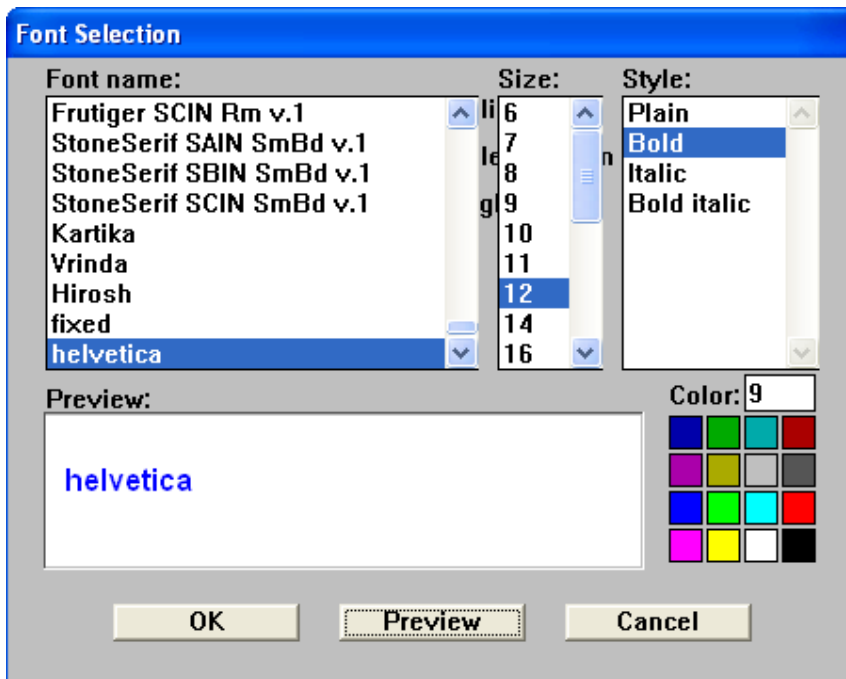 Font Selection
Font name:
Frutiger SCIN Rm v.1
StoneSerif SAIN SmBd v.1
StoneSerif SBIN SmBd v.1
StoneSerif SCIN SmBd v.1
Kartika
Vrinda
Hirosh
fixed
helvetica
Size:
6
7
8
9
10
11
12
14
16
Style:
Plain
Bold
Italic
Bold italic
Preview:
helvetica
Color: 9
OK
Preview
Cancel